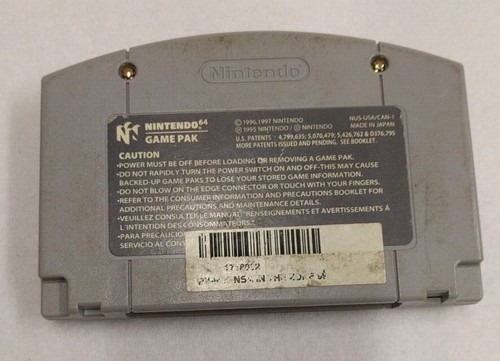 Nintendo
NINTENDO 64
GAME PAK
© 1996, 1997 NINTENDO
© 1995 NINTENDO / © NINTENDO
NUS-USA/CAN-1
MADE IN JAPAN
U.S. PATENTS: 4,799,635; 5,070,479; 5,426,762 & D376,795
MORE PATENTS ISSUED AND PENDING. SEE BOOKLET.
CAUTION
•POWER MUST BE OFF BEFORE LOADING OR REMOVING A GAME PAK.
•DO NOT RAPIDLY TURN THE POWER SWITCH ON AND OFF-THIS MAY CAUSE
BACKED-UP GAME PAKS TO LOSE YOUR STORED GAME INFORMATION.
•DO NOT BLOW ON THE EDGE CONNECTOR OR TOUCH WITH YOUR FINGERS.
•REFER TO THE CONSUMER INFORMATION AND PRECAUTIONS BOOKLET FOR
ADDITIONAL PRECAUTIONS AND MAINTENANCE DETAILS.
•VEUILLEZ CONSULTER LE MANUAL "RENSEIGNEMENTS ET AVERTISSEMENTS À
L'INTENTION DES CONSOMMATEURS."
•PARA
SERVICIO AL